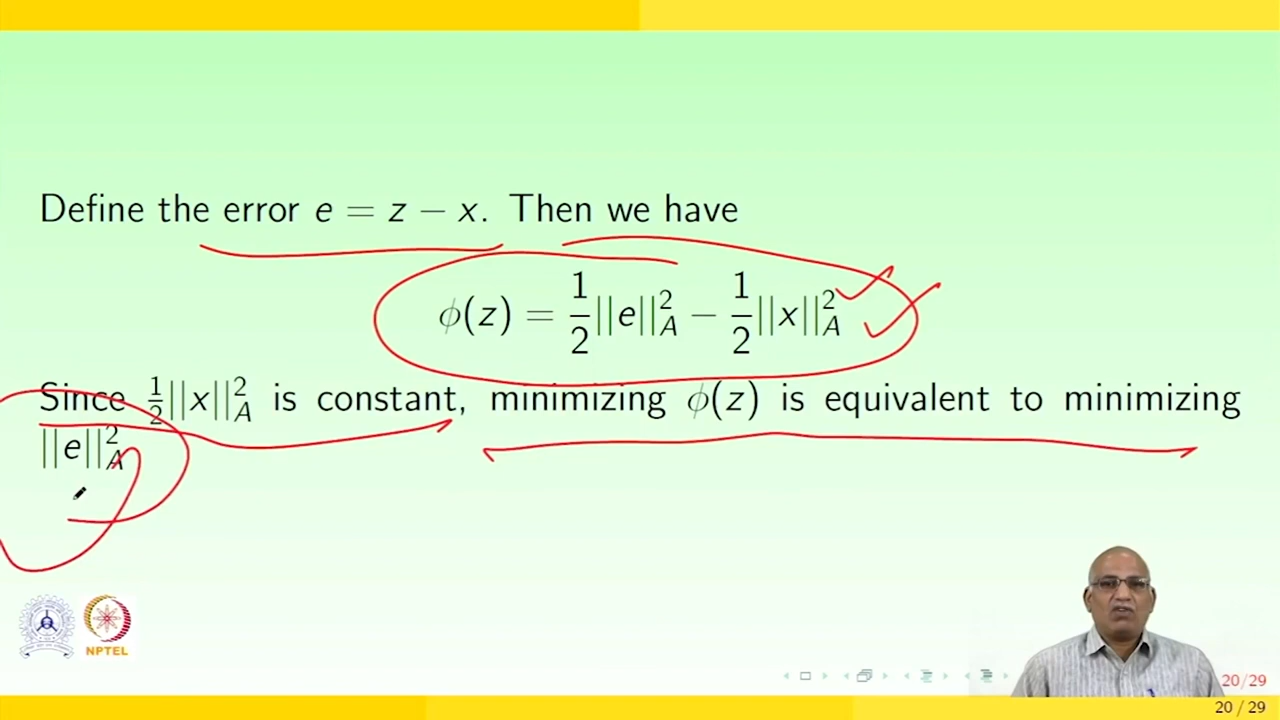 Define the error e = z − x. Then we have
ϕ(z) = 1/2||e||²_A − 1/2||x||²_A
Since 1/2||x||²_A is constant, minimizing ϕ(z) is equivalent to minimizing
||e||²_A
NPTEL
20/29
20 / 29